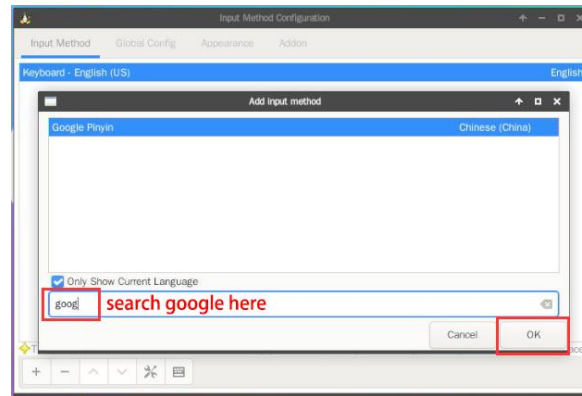 Input Method Configuration
Input Method Global Config Appearance Addon
Keyboard - English (US) English
Add input method
Google Pinyin Chinese (China)
Only Show Current Language
goog search google here
Cancel OK